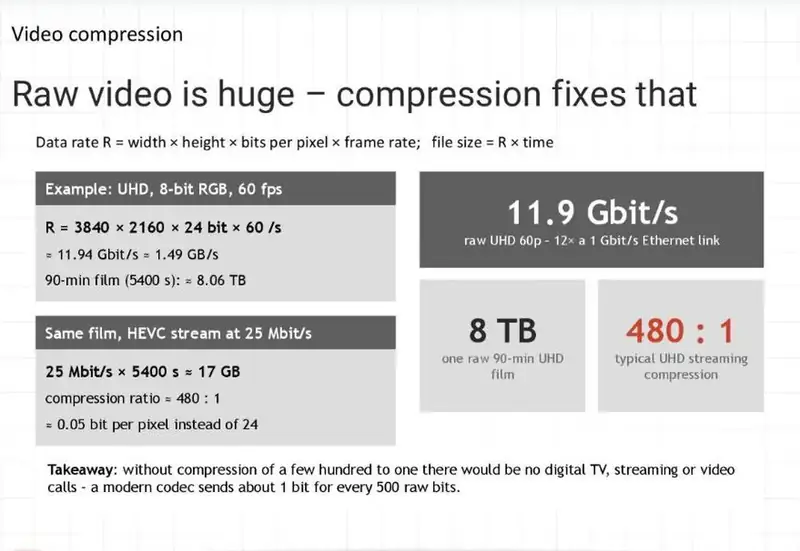 Video compression
Raw video is huge – compression fixes that
Data rate R = width × height × bits per pixel × frame rate; file size = R × time
Example: UHD, 8-bit RGB, 60 fps
R = 3840 × 2160 × 24 bit × 60 /s
≈ 11.94 Gbit/s ≈ 1.49 GB/s
90-min film (5400 s): ≈ 8.06 TB
Same film, HEVC stream at 25 Mbit/s
25 Mbit/s × 5400 s ≈ 17 GB
compression ratio ≈ 480 : 1
≈ 0.05 bit per pixel instead of 24
11.9 Gbit/s
raw UHD 60p - 12× a 1 Gbit/s Ethernet link
8 TB
one raw 90-min UHD
film
480 : 1
typical UHD streaming
compression
Takeaway: without compression of a few hundred to one there would be no digital TV, streaming or video
calls - a modern codec sends about 1 bit for every 500 raw bits.